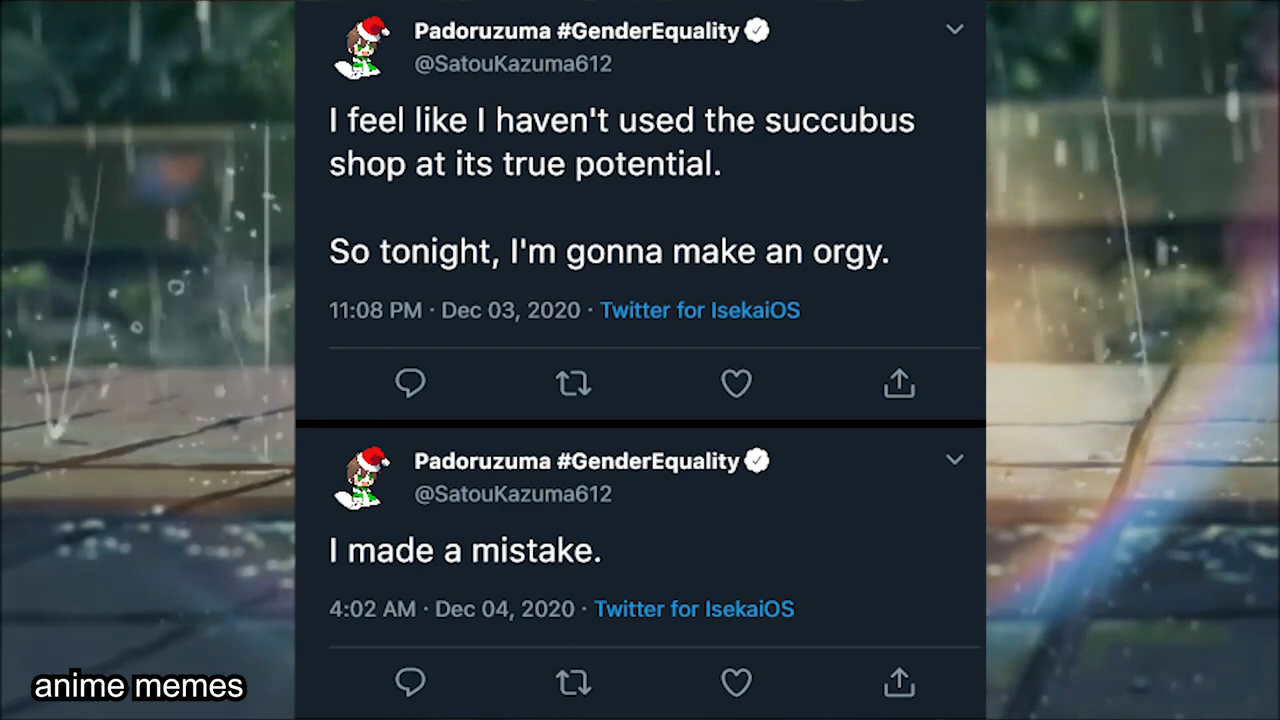 Padoruzuma #GenderEquality
@SatouKazuma612
I feel like I haven't used the succubus
shop at its true potential.
So tonight, I'm gonna make an orgy.
11:08 PM · Dec 03, 2020 · Twitter for IsekaiOS
Padoruzuma #GenderEquality
@SatouKazuma612
I made a mistake.
4:02 AM · Dec 04, 2020 · Twitter for IsekaiOS
anime memes